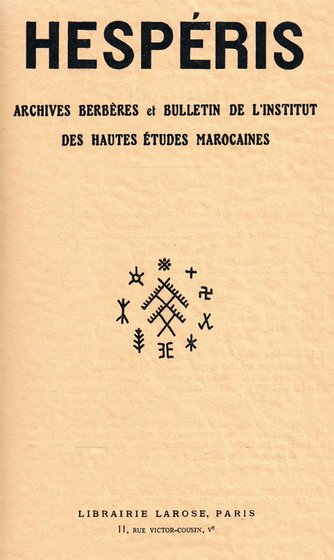 HESPÉRIS
ARCHIVES BERBÈRES et BULLETIN DE L'INSTITUT
DES HAUTES ÉTUDES MAROCAINES
LIBRAIRIE LAROSE, PARIS
11, RUE VICTOR-COUSIN, Vᵉ